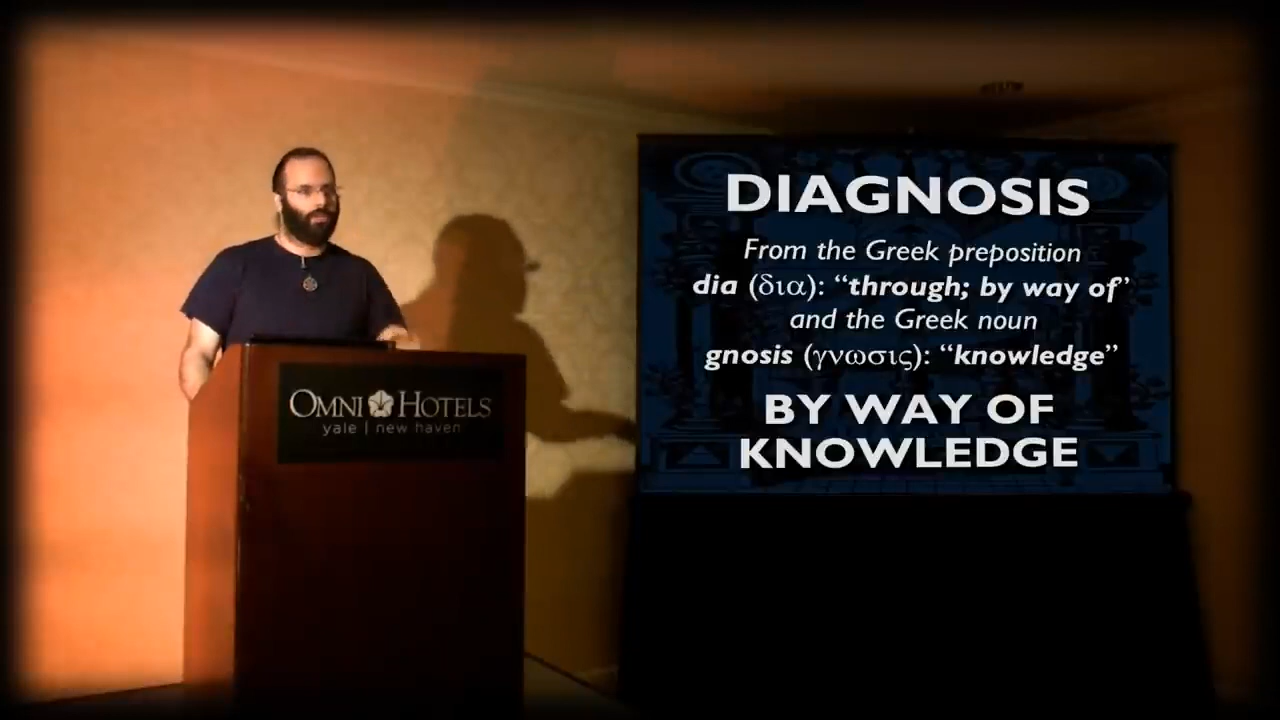 OMNI HOTELS
yale | new haven
DIAGNOSIS
From the Greek preposition
dia (δια): “through; by way of”
and the Greek noun
gnosis (γνωσις): “knowledge”
BY WAY OF
KNOWLEDGE